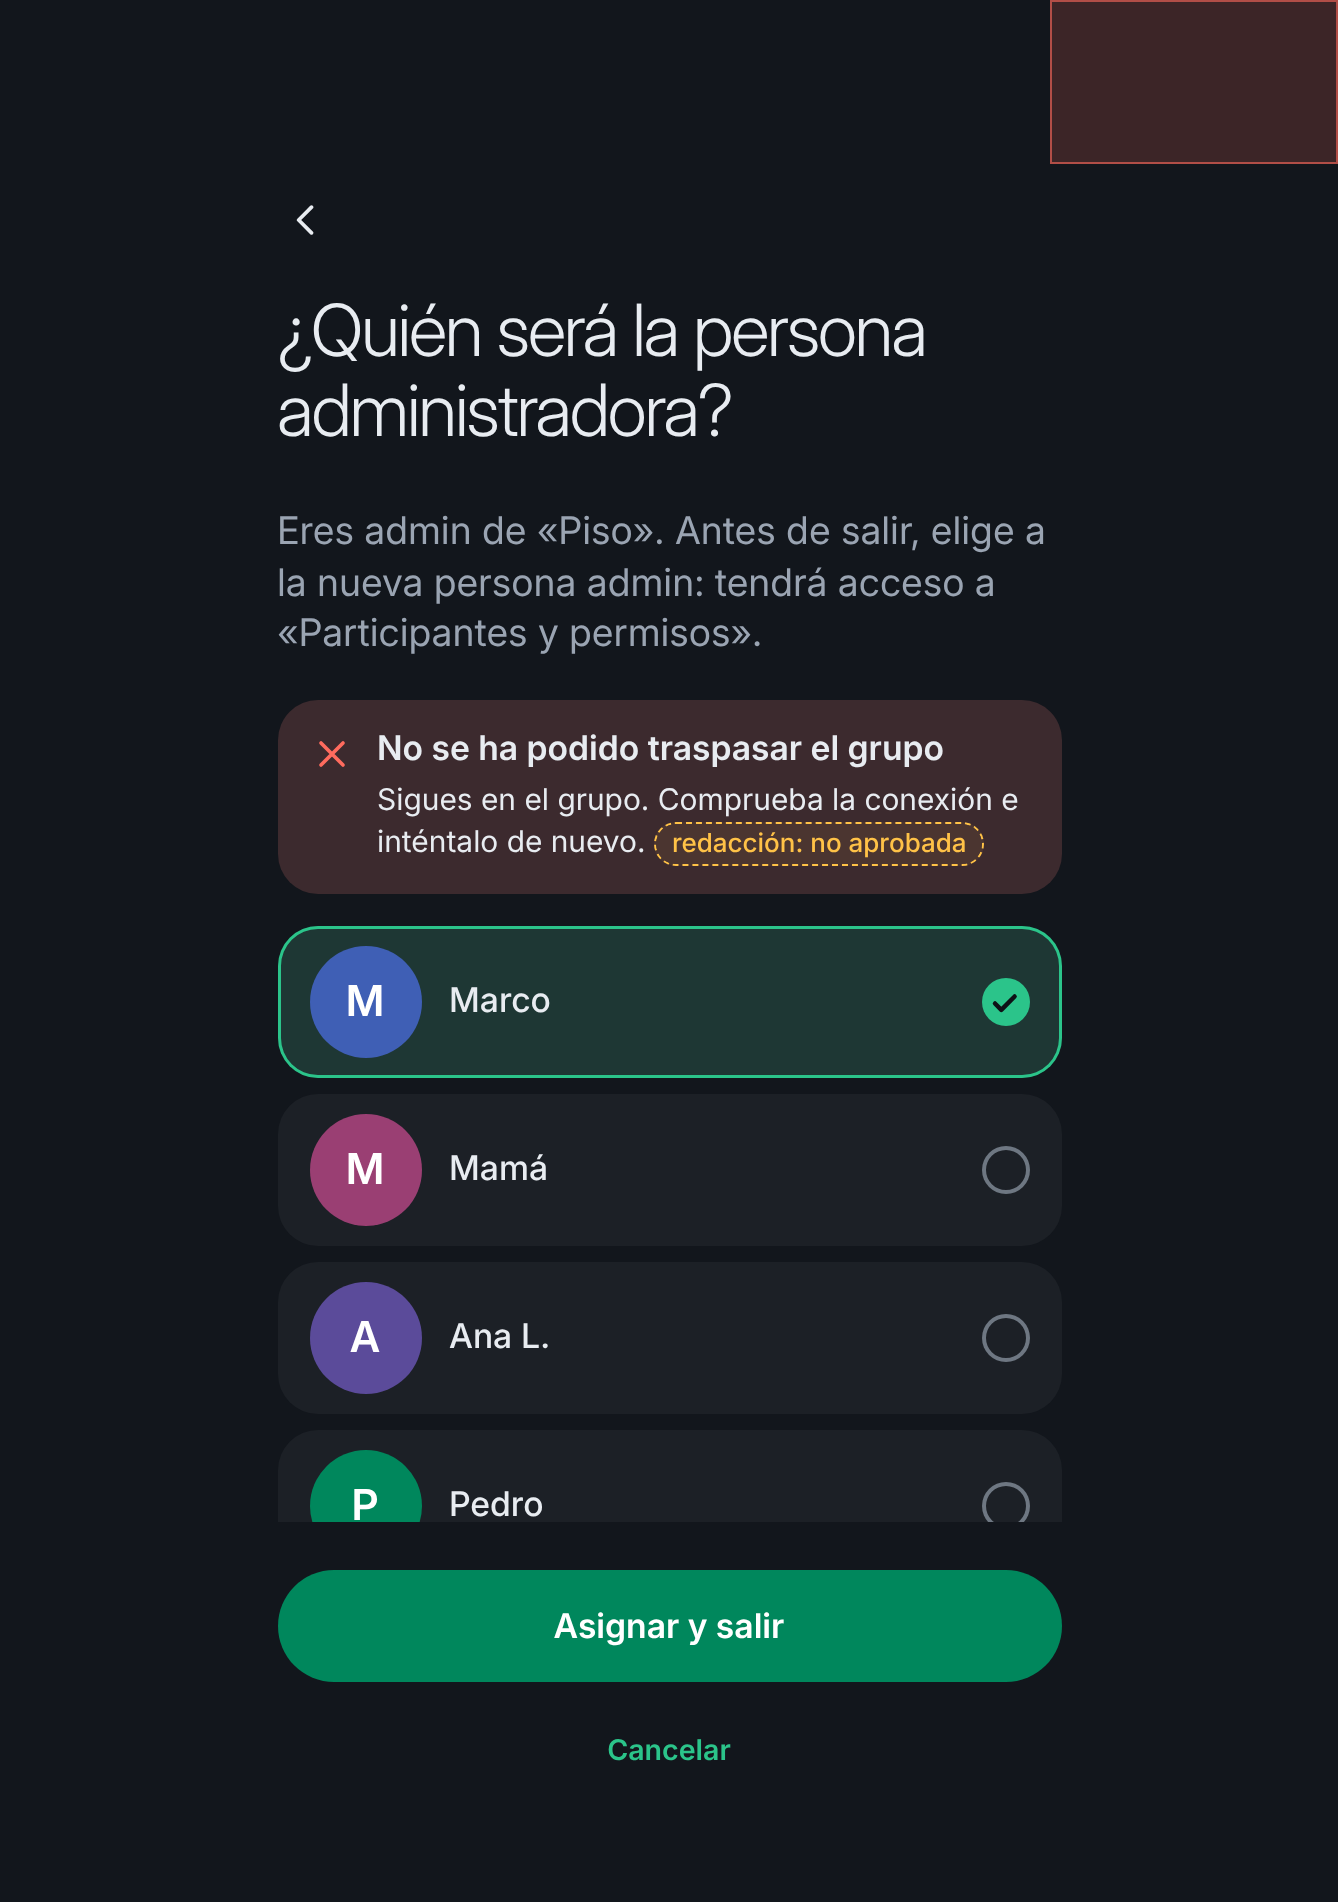 ¿Quién será la persona
administradora?
Eres admin de «Piso». Antes de salir, elige a
la nueva persona admin: tendrá acceso a
«Participantes y permisos».
No se ha podido traspasar el grupo
Sigues en el grupo. Comprueba la conexión e
inténtalo de nuevo. redacción: no aprobada
M Marco
M Mamá
A Ana L.
P Pedro
Asignar y salir
Cancelar